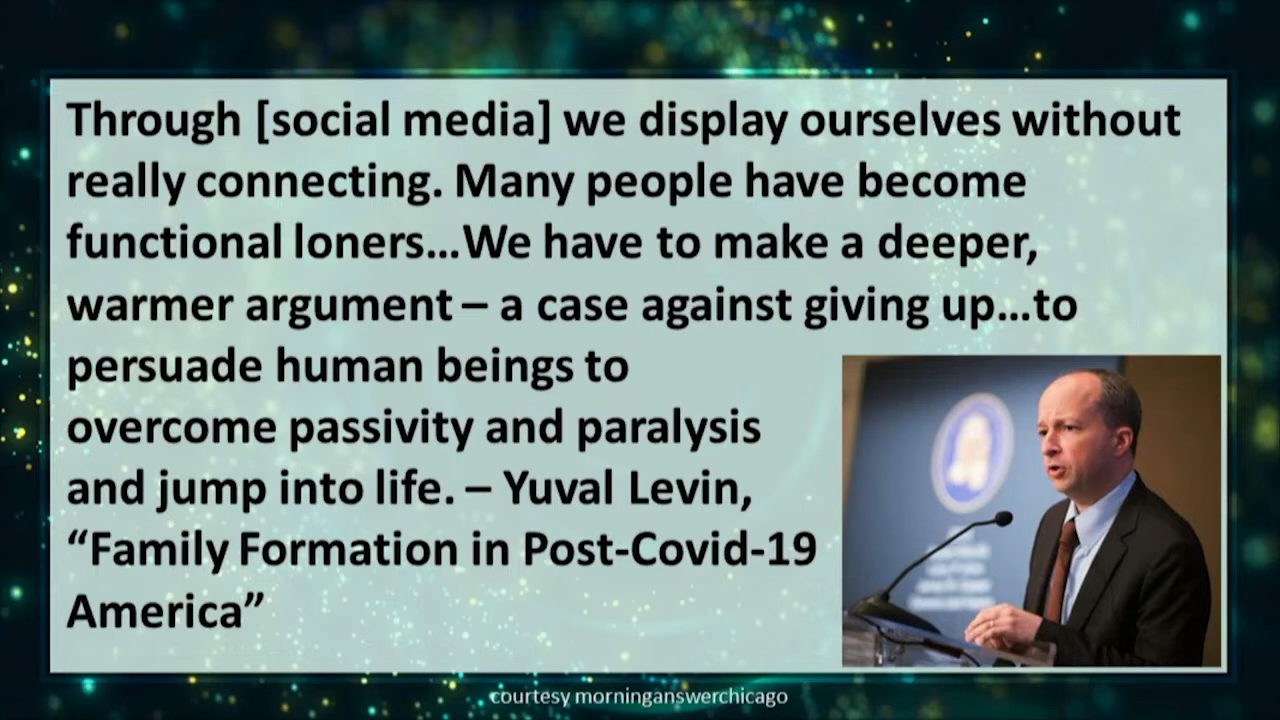 Through [social media] we display ourselves without
really connecting. Many people have become
functional loners…We have to make a deeper,
warmer argument – a case against giving up…to
persuade human beings to
overcome passivity and paralysis
and jump into life. – Yuval Levin,
“Family Formation in Post-Covid-19
America”
courtesy morninganswerchicago